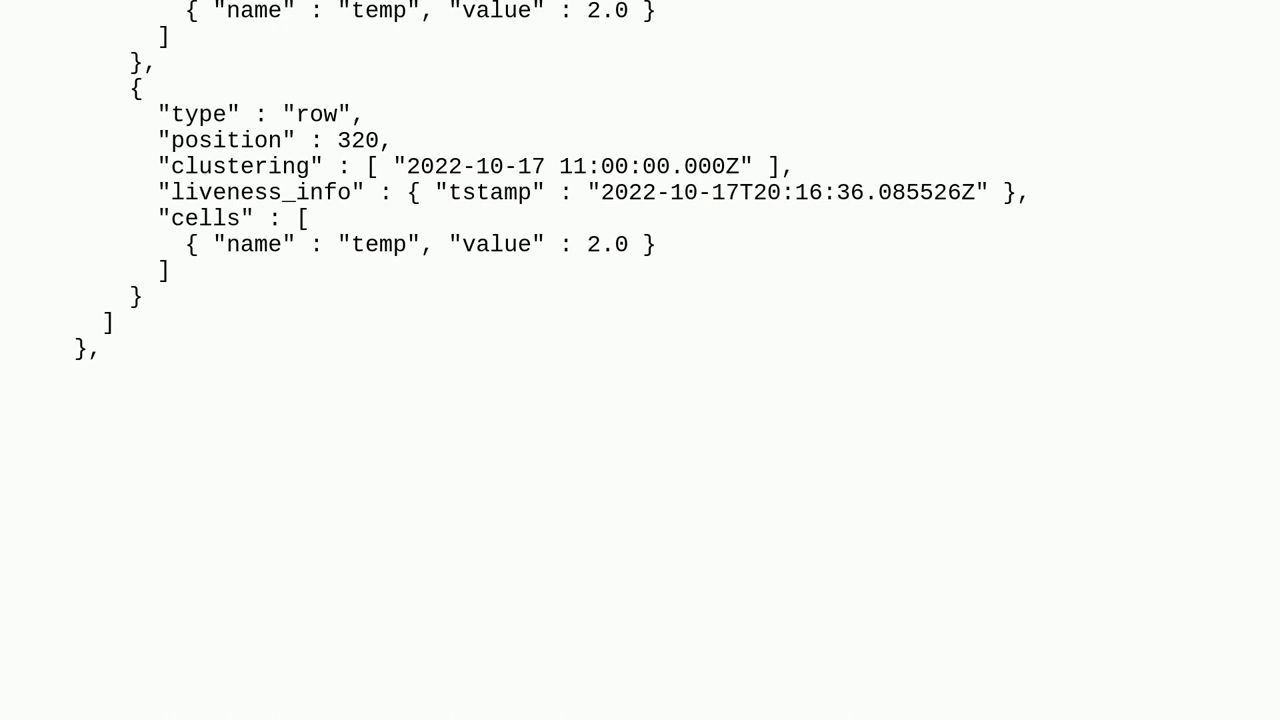 { "name" : "temp", "value" : 2.0 }
]
},
{
"type" : "row",
"position" : 320,
"clustering" : [ "2022-10-17 11:00:00.000Z" ],
"liveness_info" : { "tstamp" : "2022-10-17T20:16:36.085526Z" },
"cells" : [
{ "name" : "temp", "value" : 2.0 }
]
}
]
},